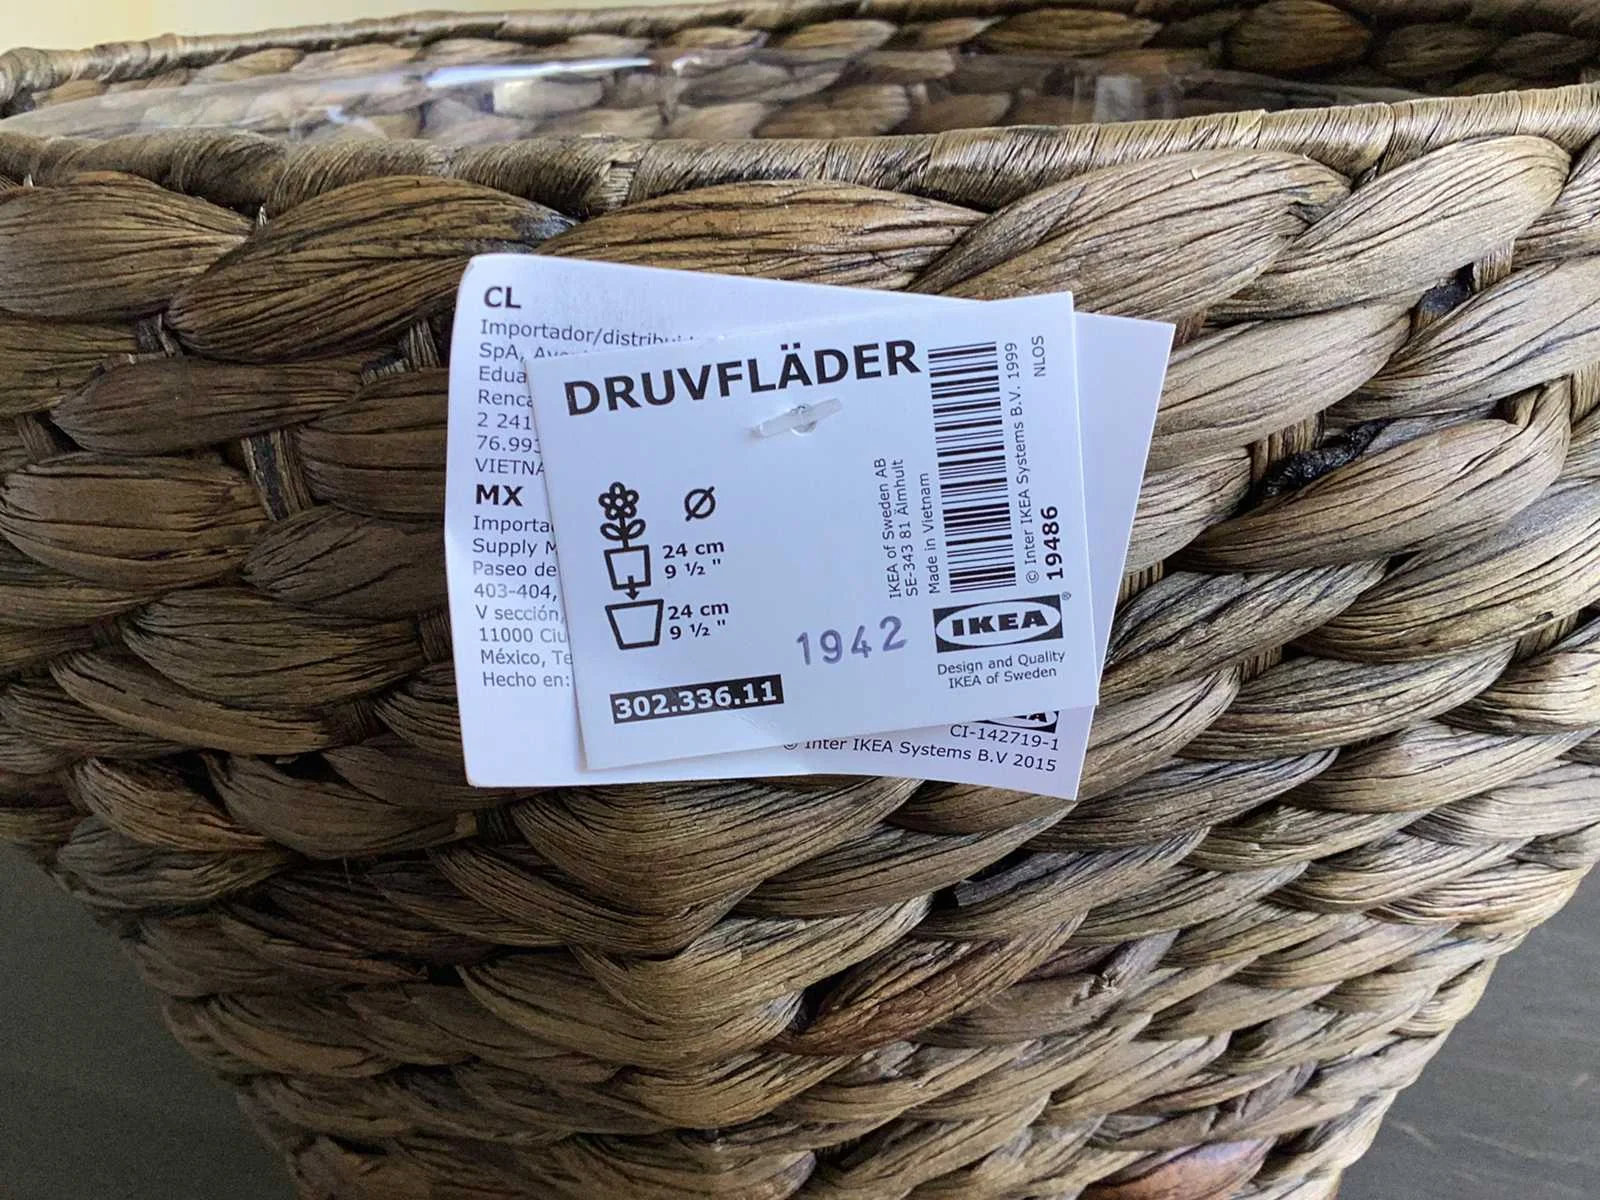 CL
Importador/distribui
SpA,
Edua
Renca
2 241
76.993
VIETNA
MX
Importa
Supply M
Paseo de
403-404,
V sección,
11000 Ciu
México, Te
Hecho en:
DRUVFLÄDER
Ø
24 cm
9 ½ "
24 cm
9 ½ "
302.336.11
1942
IKEA of Sweden AB
SE-343 81 Älmhult
Made in Vietnam
© Inter IKEA Systems B.V. 1999
19486
NLOS
IKEA®
Design and Quality
IKEA of Sweden
CI-142719-1
© Inter IKEA Systems B.V 2015